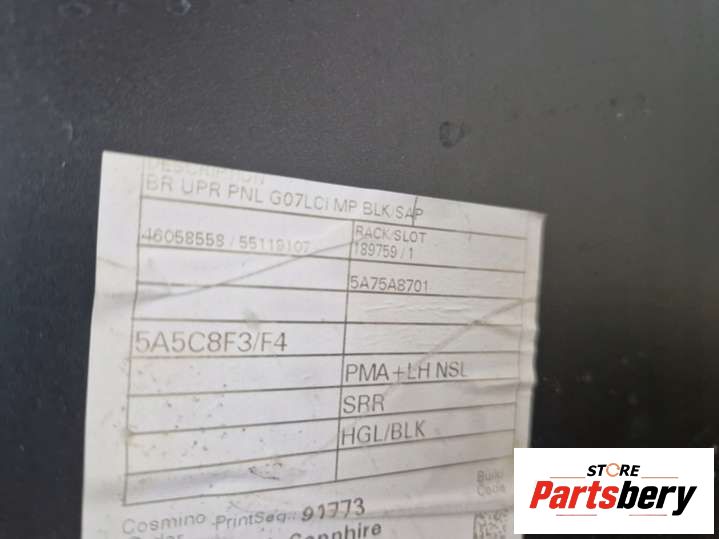 DESCRIPTION
BR UPR PNL G07LCi MP BLK/SAP
46058558 / 55119107
RACK/SLOT
189759 / 1
5A75A8701
5A5C8F3/F4
PMA+LH NSL
SRR
HGL/BLK
Build
Code
Cosmino
PrintSeq.: 91773
Sapphire
STORE
Partsbery